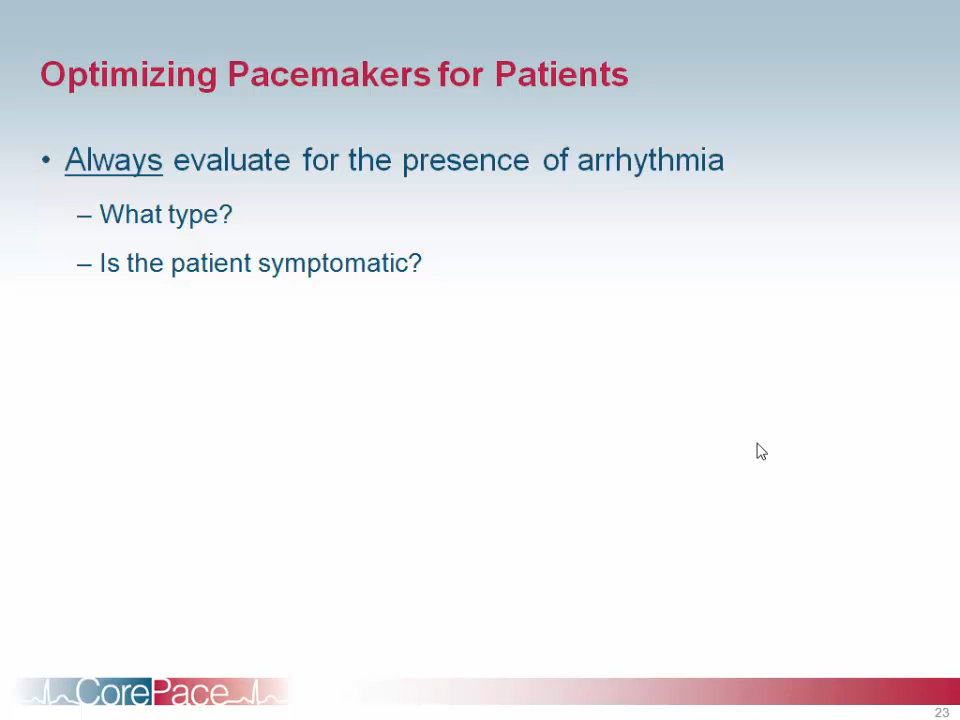 Optimizing Pacemakers for Patients
• Always evaluate for the presence of arrhythmia
– What type?
– Is the patient symptomatic?
CorePace
23